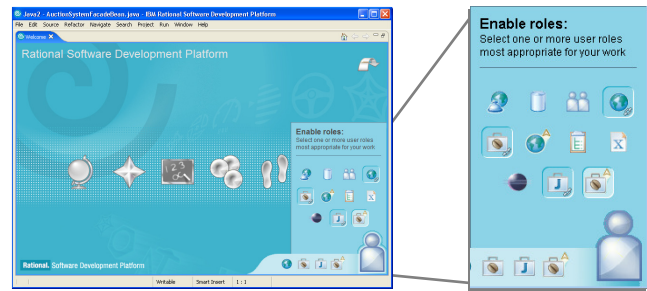 Java2 - AuctionSystemFacadeBean.java - IBM Rational Software Development Platform
File Edit Source Refactor Navigate Search Project Run Window Help
Welcome
Rational Software Development Platform
Enable roles:
Select one or more user roles
most appropriate for your work
Rational. Software Development Platform
Writable Smart Insert 1 : 1
Enable roles:
Select one or more user roles
most appropriate for your work